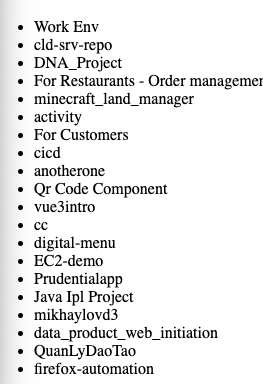 Work Env
cld-srv-repo
DNA_Project
For Restaurants - Order managemer
minecraft_land_manager
activity
For Customers
cicd
anotherone
Qr Code Component
vue3intro
cc
digital-menu
EC2-demo
Prudentialapp
Java Ipl Project
mikhaylovd3
data_product_web_initiation
QuanLyDaoTao
firefox-automation